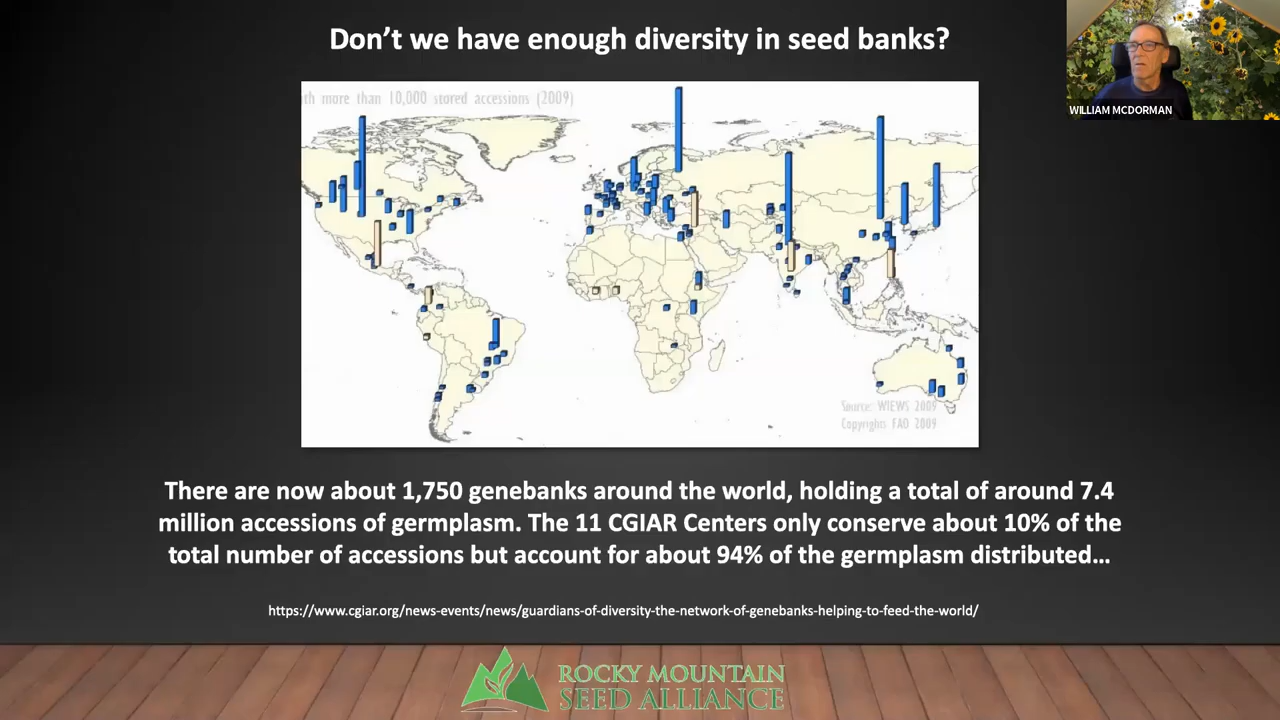 Don't we have enough diversity in seed banks?
WILLIAM MCDORMAN
th more than 10,000 stored accessions (2009)
Source: WIEWS 2009
Copyrights FAO 2009
There are now about 1,750 genebanks around the world, holding a total of around 7.4
million accessions of germplasm. The 11 CGIAR Centers only conserve about 10% of the
total number of accessions but account for about 94% of the germplasm distributed…
https://www.cgiar.org/news-events/news/guardians-of-diversity-the-network-of-genebanks-helping-to-feed-the-world/
ROCKY MOUNTAIN
SEED ALLIANCE